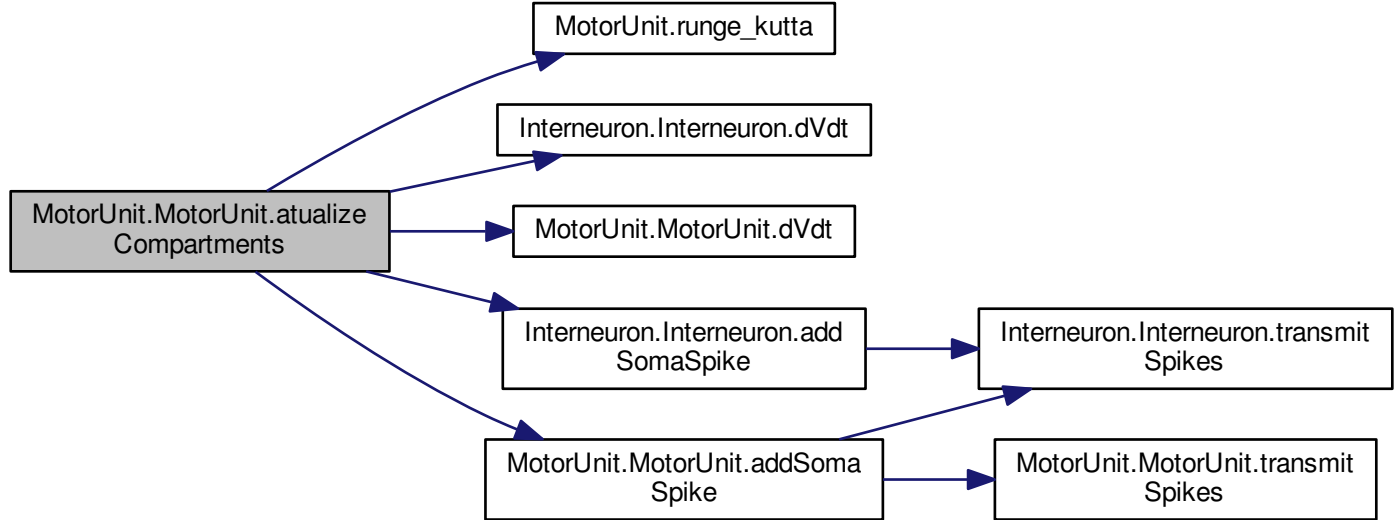 MotorUnit.runge_kutta
Interneuron.Interneuron.dVdt
MotorUnit.MotorUnit.atualize
Compartments
MotorUnit.MotorUnit.dVdt
Interneuron.Interneuron.add
SomaSpike
Interneuron.Interneuron.transmit
Spikes
MotorUnit.MotorUnit.addSoma
Spike
MotorUnit.MotorUnit.transmit
Spikes